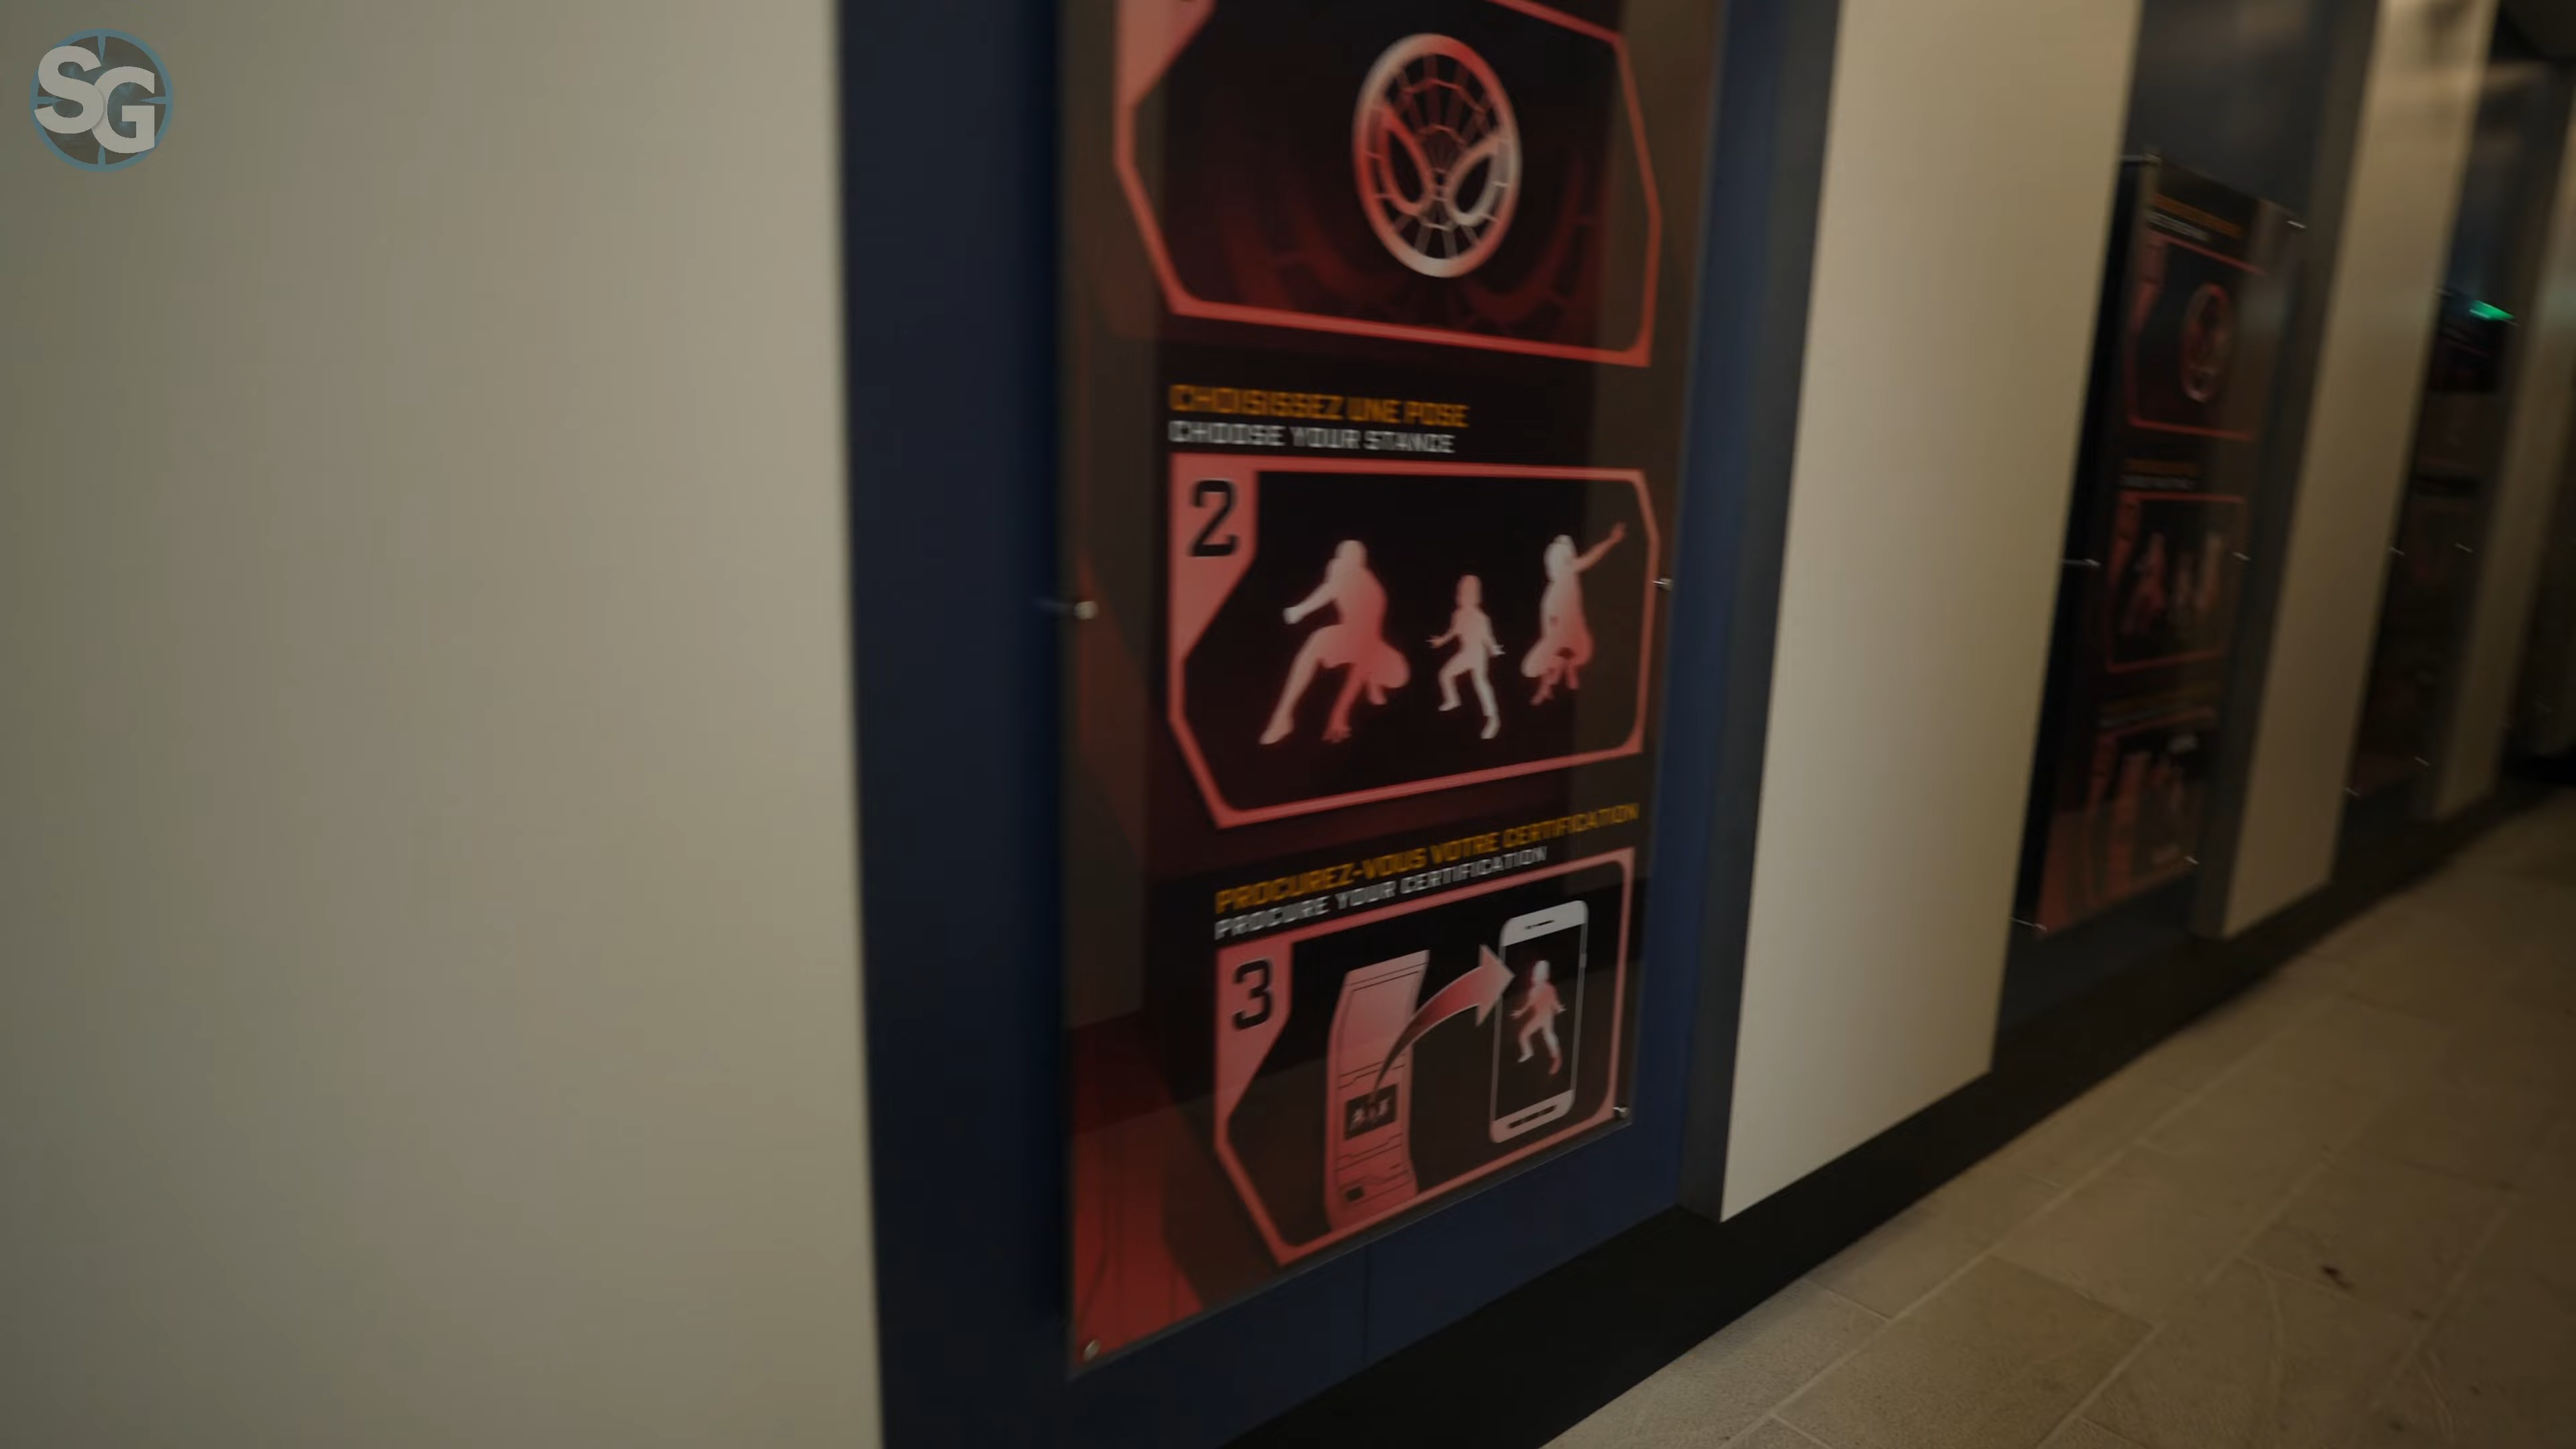 SG
CHOISISSEZ UNE POSE
CHOOSE YOUR STANCE
2
PROCUREZ-VOUS VOTRE CERTIFICATION
PROCURE YOUR CERTIFICATION
3